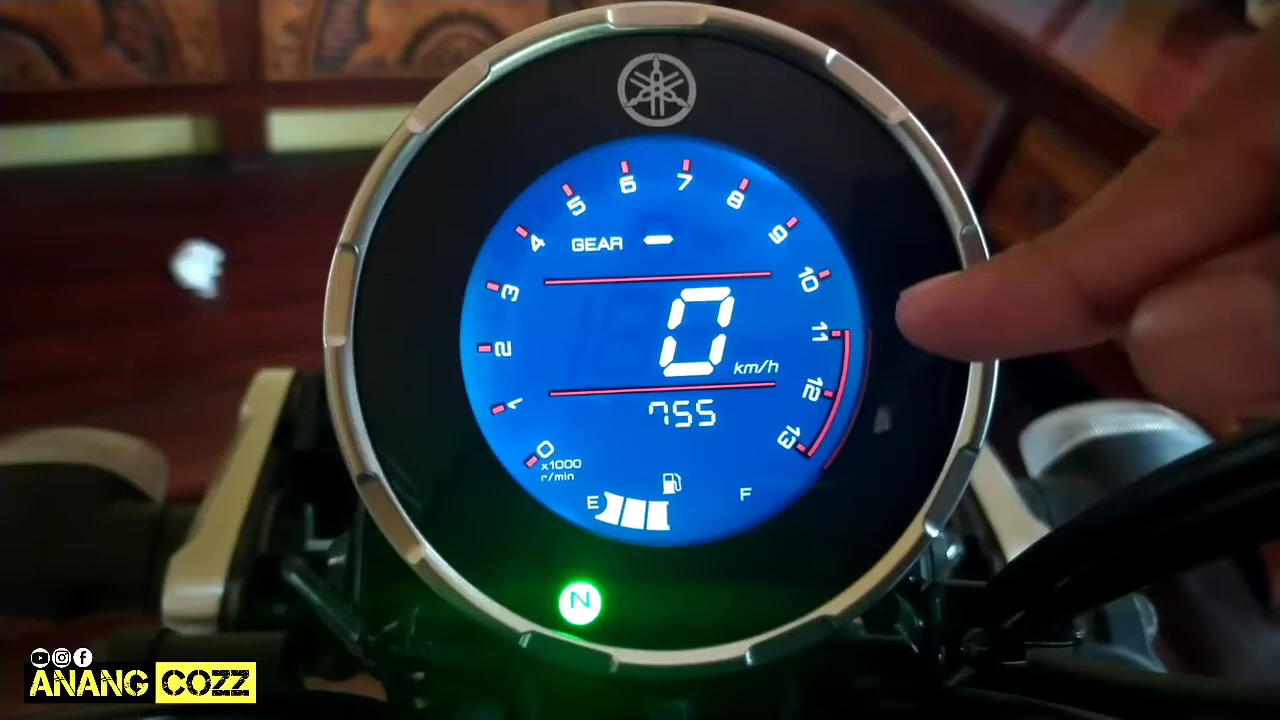 6 7
5 8
4 GEAR - 9
3 10
0 km/h
2 11
755 12
1 13
0
x1000
r/min
E F
N
ANANG COZZ